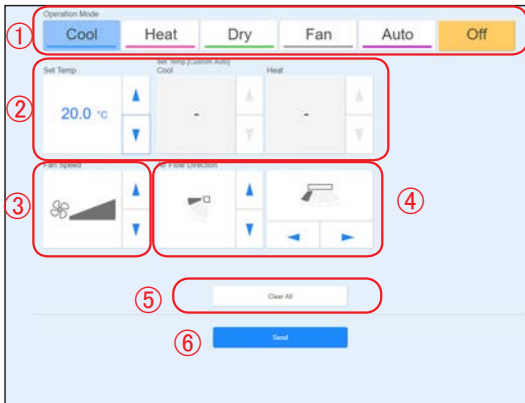 Operation Mode
① Cool Heat Dry Fan Auto Off
Set Temp. Set Temp [Custom Auto]
Cool Heat
② 20.0 °C - -
Fan Speed Air Flow Direction
③ ④
⑤ Clear All
⑥ Send